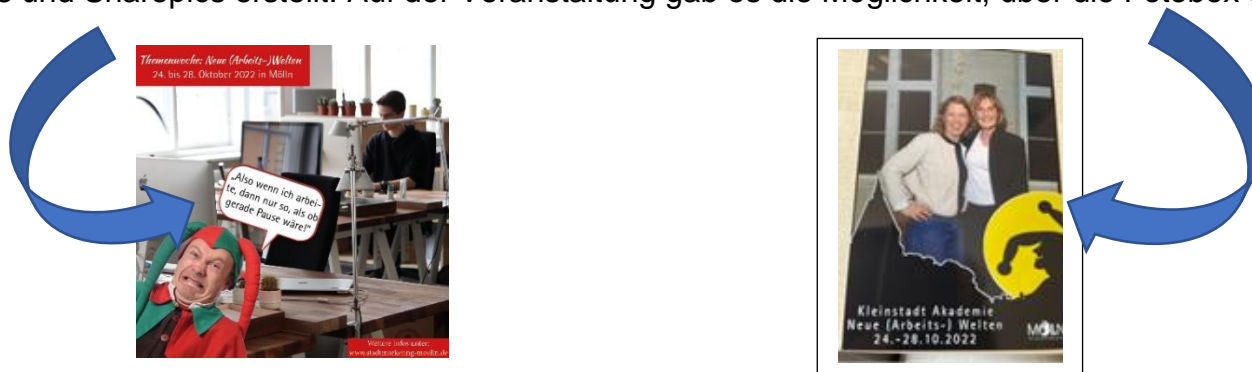 s und Sharepics erstellt. Auf der Veranstaltung gab es die Möglichkeit, über die Fotobox
Themenwoche: Neue (Arbeits-)Welten
24. bis 28. Oktober 2022 in Mölln
„Also wenn ich arbei-
te, dann nur so, als ob
gerade Pause wäre!"
Weitere Infos unter:
www.stadtmarketing-moelln.de
Kleinstadt Akademie
Neue (Arbeits-) Welten
24.-28.10.2022
MÖLLN